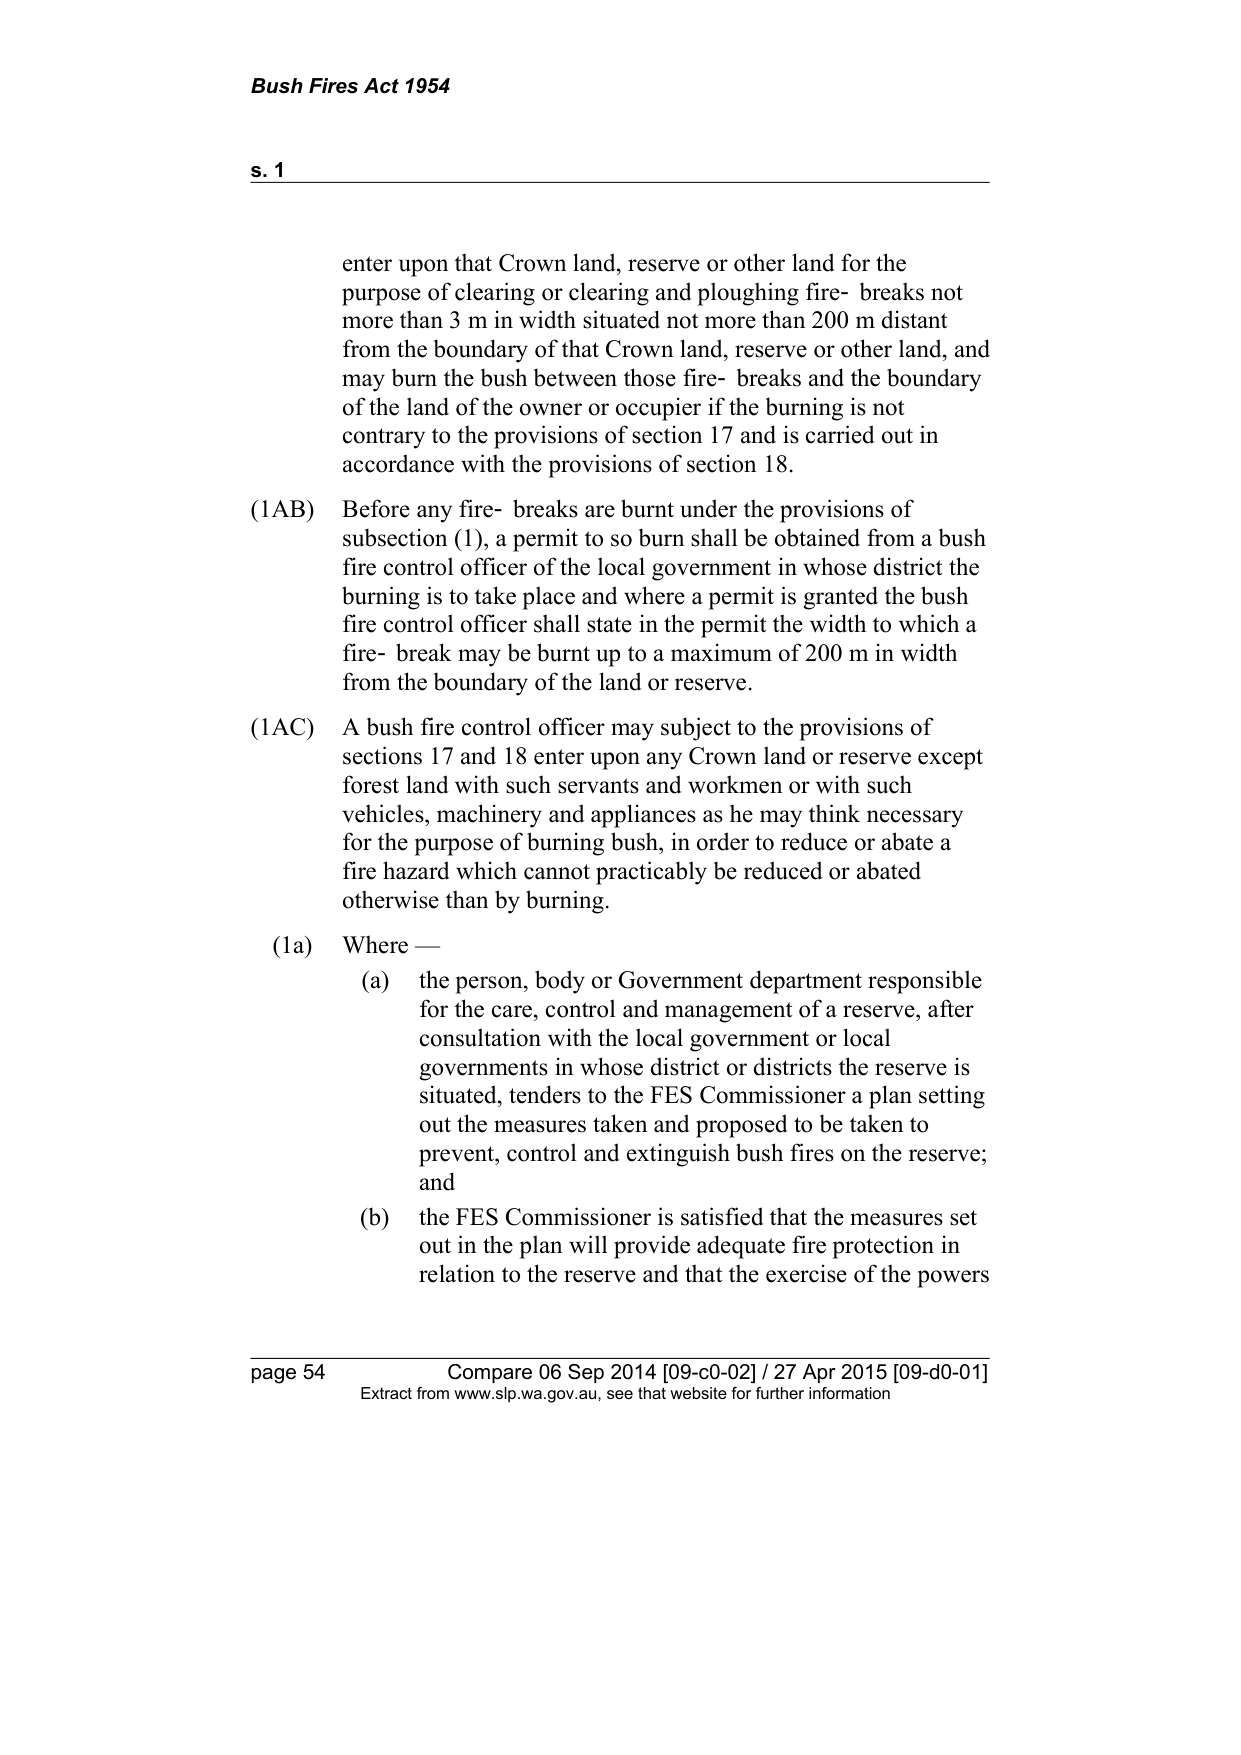 Bush Fires Act 1954
s. 1
enter upon that Crown land, reserve or other land for the
purpose of clearing or clearing and ploughing fire- breaks not
more than 3 m in width situated not more than 200 m distant
from the boundary of that Crown land, reserve or other land, and
may burn the bush between those fire- breaks and the boundary
of the land of the owner or occupier if the burning is not
contrary to the provisions of section 17 and is carried out in
accordance with the provisions of section 18.
(1AB) Before any fire- breaks are burnt under the provisions of
subsection (1), a permit to so burn shall be obtained from a bush
fire control officer of the local government in whose district the
burning is to take place and where a permit is granted the bush
fire control officer shall state in the permit the width to which a
fire- break may be burnt up to a maximum of 200 m in width
from the boundary of the land or reserve.
(1AC) A bush fire control officer may subject to the provisions of
sections 17 and 18 enter upon any Crown land or reserve except
forest land with such servants and workmen or with such
vehicles, machinery and appliances as he may think necessary
for the purpose of burning bush, in order to reduce or abate a
fire hazard which cannot practicably be reduced or abated
otherwise than by burning.
(1a) Where —
(a) the person, body or Government department responsible
for the care, control and management of a reserve, after
consultation with the local government or local
governments in whose district or districts the reserve is
situated, tenders to the FES Commissioner a plan setting
out the measures taken and proposed to be taken to
prevent, control and extinguish bush fires on the reserve;
and
(b) the FES Commissioner is satisfied that the measures set
out in the plan will provide adequate fire protection in
relation to the reserve and that the exercise of the powers
page 54 Compare 06 Sep 2014 [09-c0-02] / 27 Apr 2015 [09-d0-01]
Extract from www.slp.wa.gov.au, see that website for further information